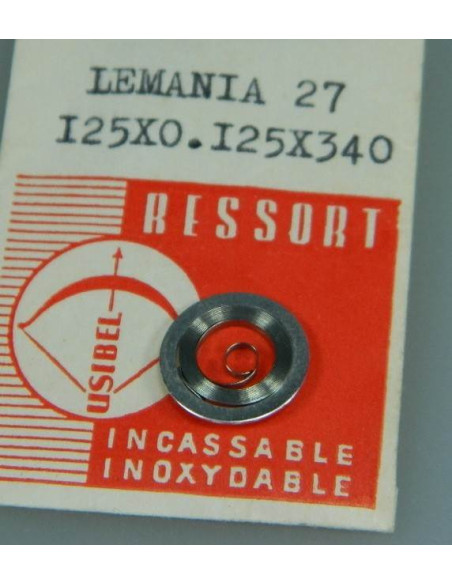 LEMANIA 27
I25X0.I25X340
RESSORT
USIBEL
INCASSABLE
INOXYDABLE